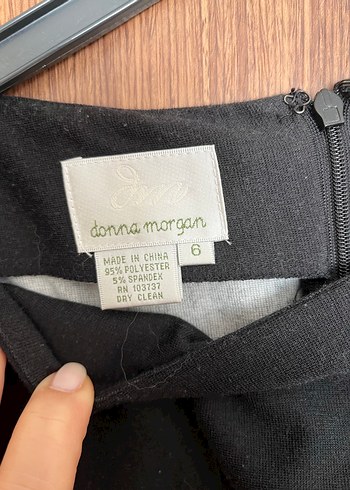 donna morgan
6
MADE IN CHINA
95% POLYESTER
5% SPANDEX
RN 103737
DRY CLEAN